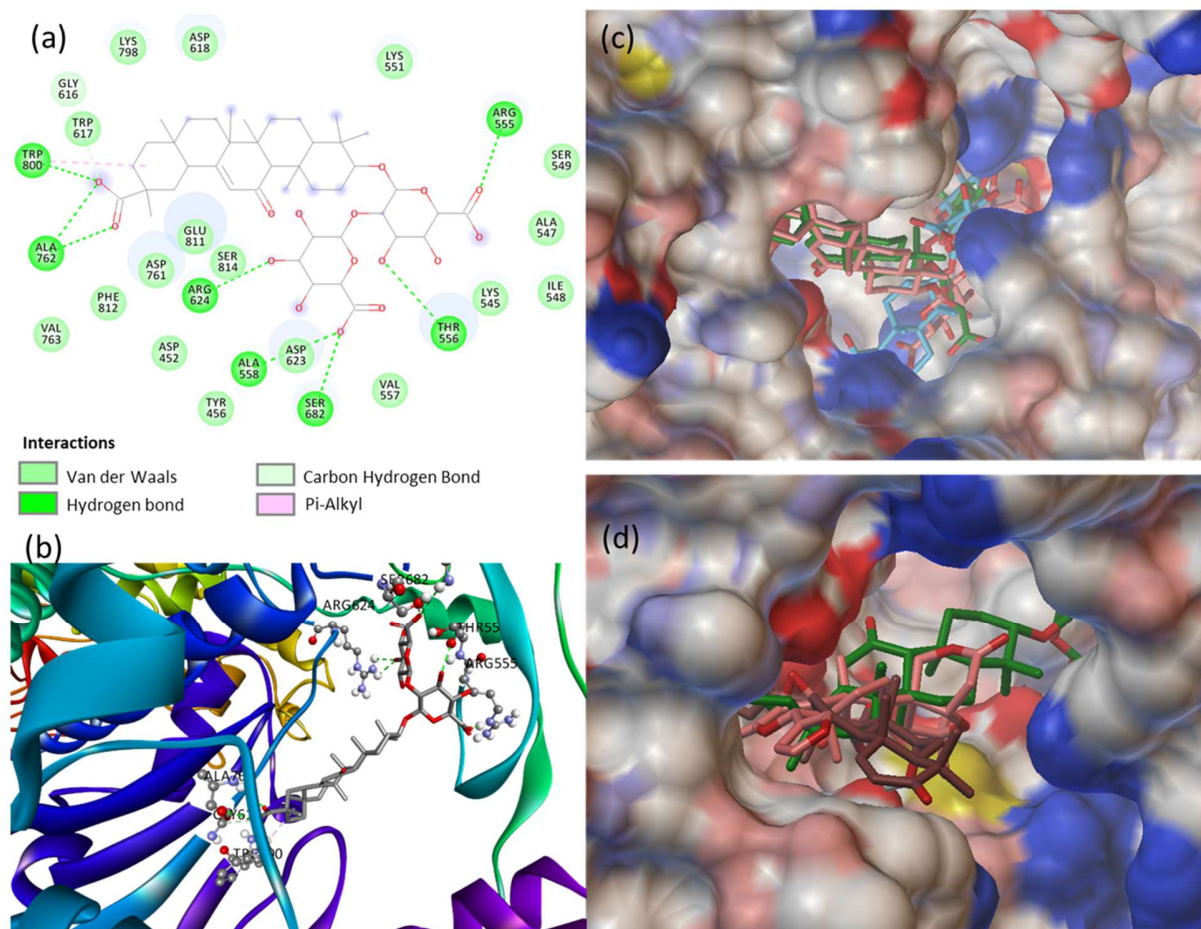 (a)
LYS
798
ASP
618
LYS
551
GLY
616
TRP
617
ARG
555
TRP
800
SER
549
ALA
547
GLU
811
ALA
762
SER
814
ASP
761
ARG
624
LYS
545
ILE
548
PHE
812
THR
556
VAL
763
ASP
452
ASP
623
ALA
558
VAL
557
TYR
456
SER
682
Interactions
Van der Waals
Carbon Hydrogen Bond
Hydrogen bond
Pi-Alkyl
(b)
ARG624
ARG555
(c)
(d)